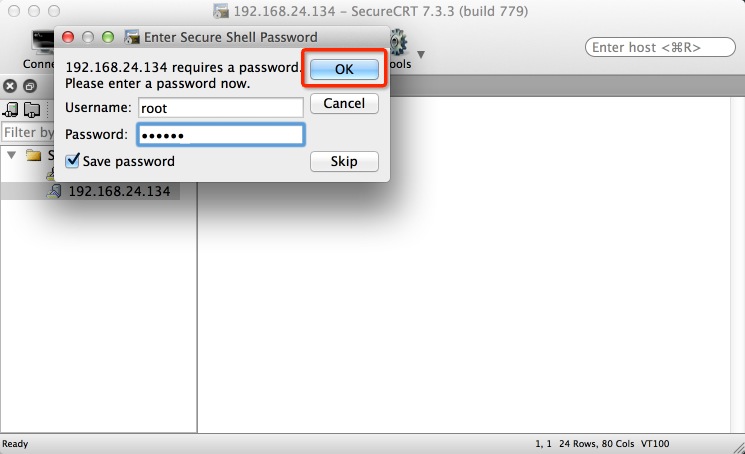 192.168.24.134 – SecureCRT 7.3.3 (build 779)
Enter Secure Shell Password
192.168.24.134 requires a password.
Please enter a password now.
OK
Username: root
Cancel
Password: ••••••
Save password
Skip
Enter host <⌘R>
Filter by
192.168.24.134
Ready
1, 1 24 Rows, 80 Cols VT100